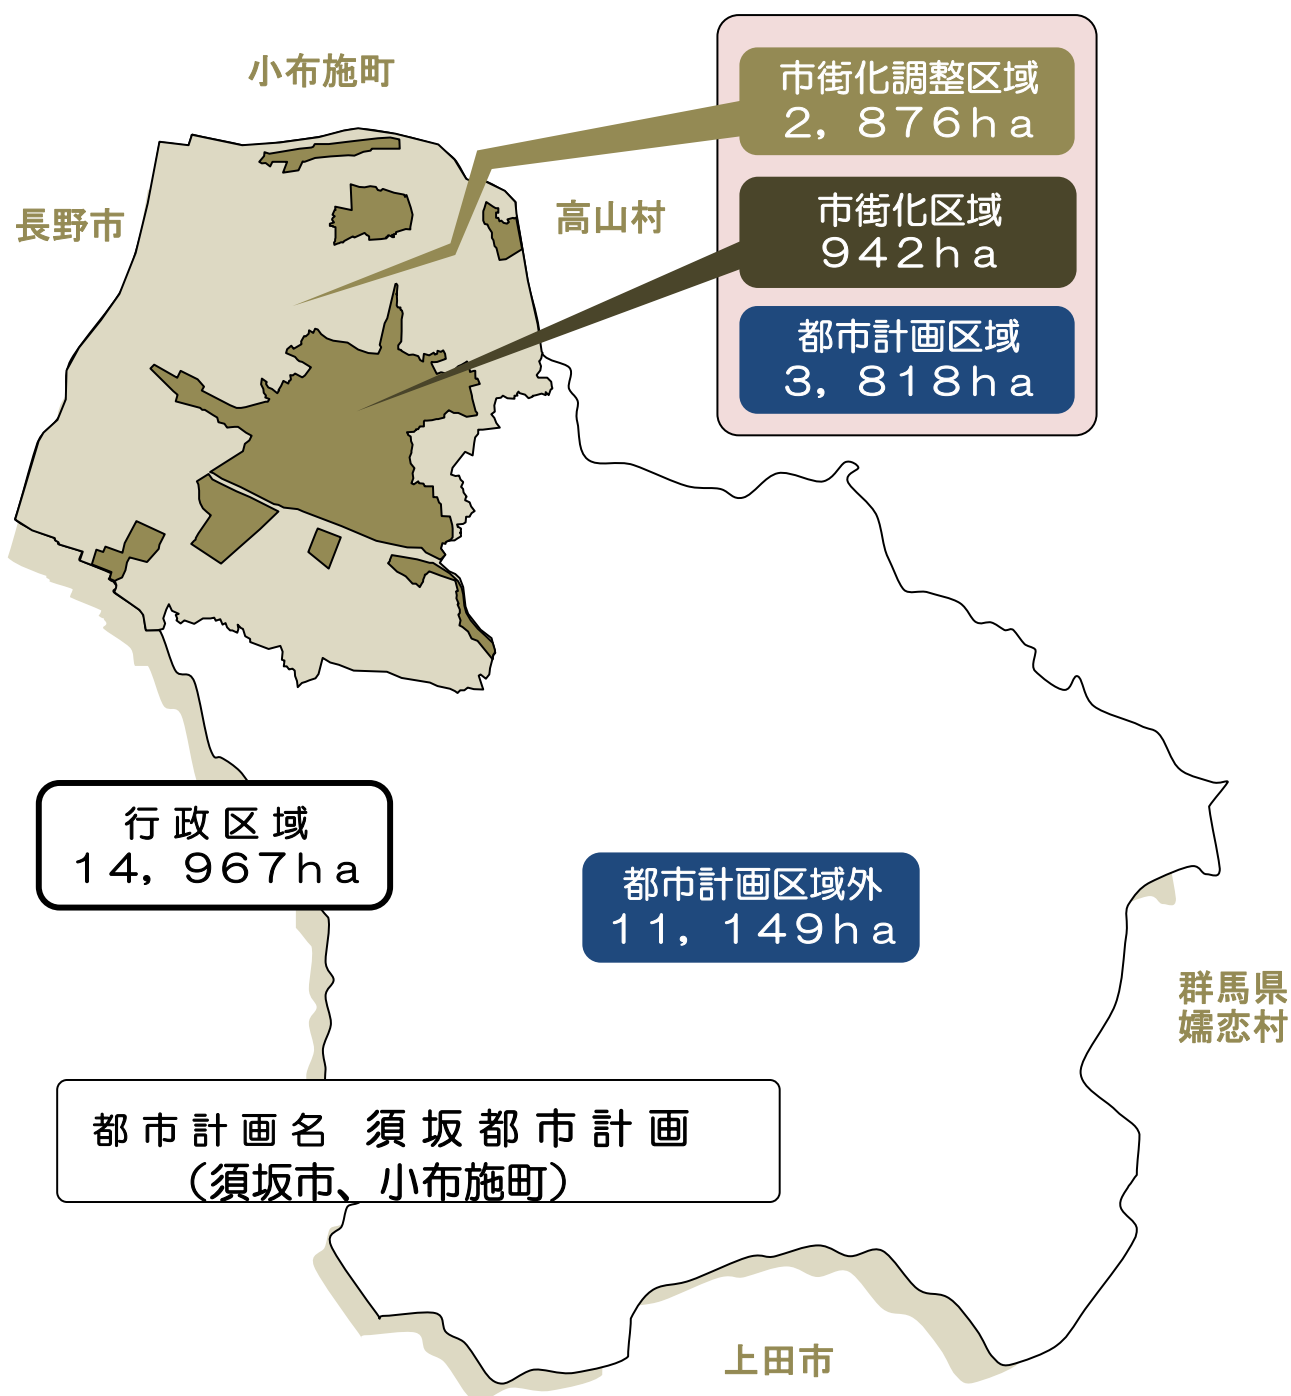 小布施町
市街化調整区域
２，８７６ｈａ
長野市
高山村
市街化区域
９４２ｈａ
都市計画区域
３，８１８ｈａ
行政区域
１４，９６７ｈａ
都市計画区域外
１１，１４９ｈａ
群馬県
嬬恋村
都市計画名　須坂都市計画
（須坂市、小布施町）
上田市